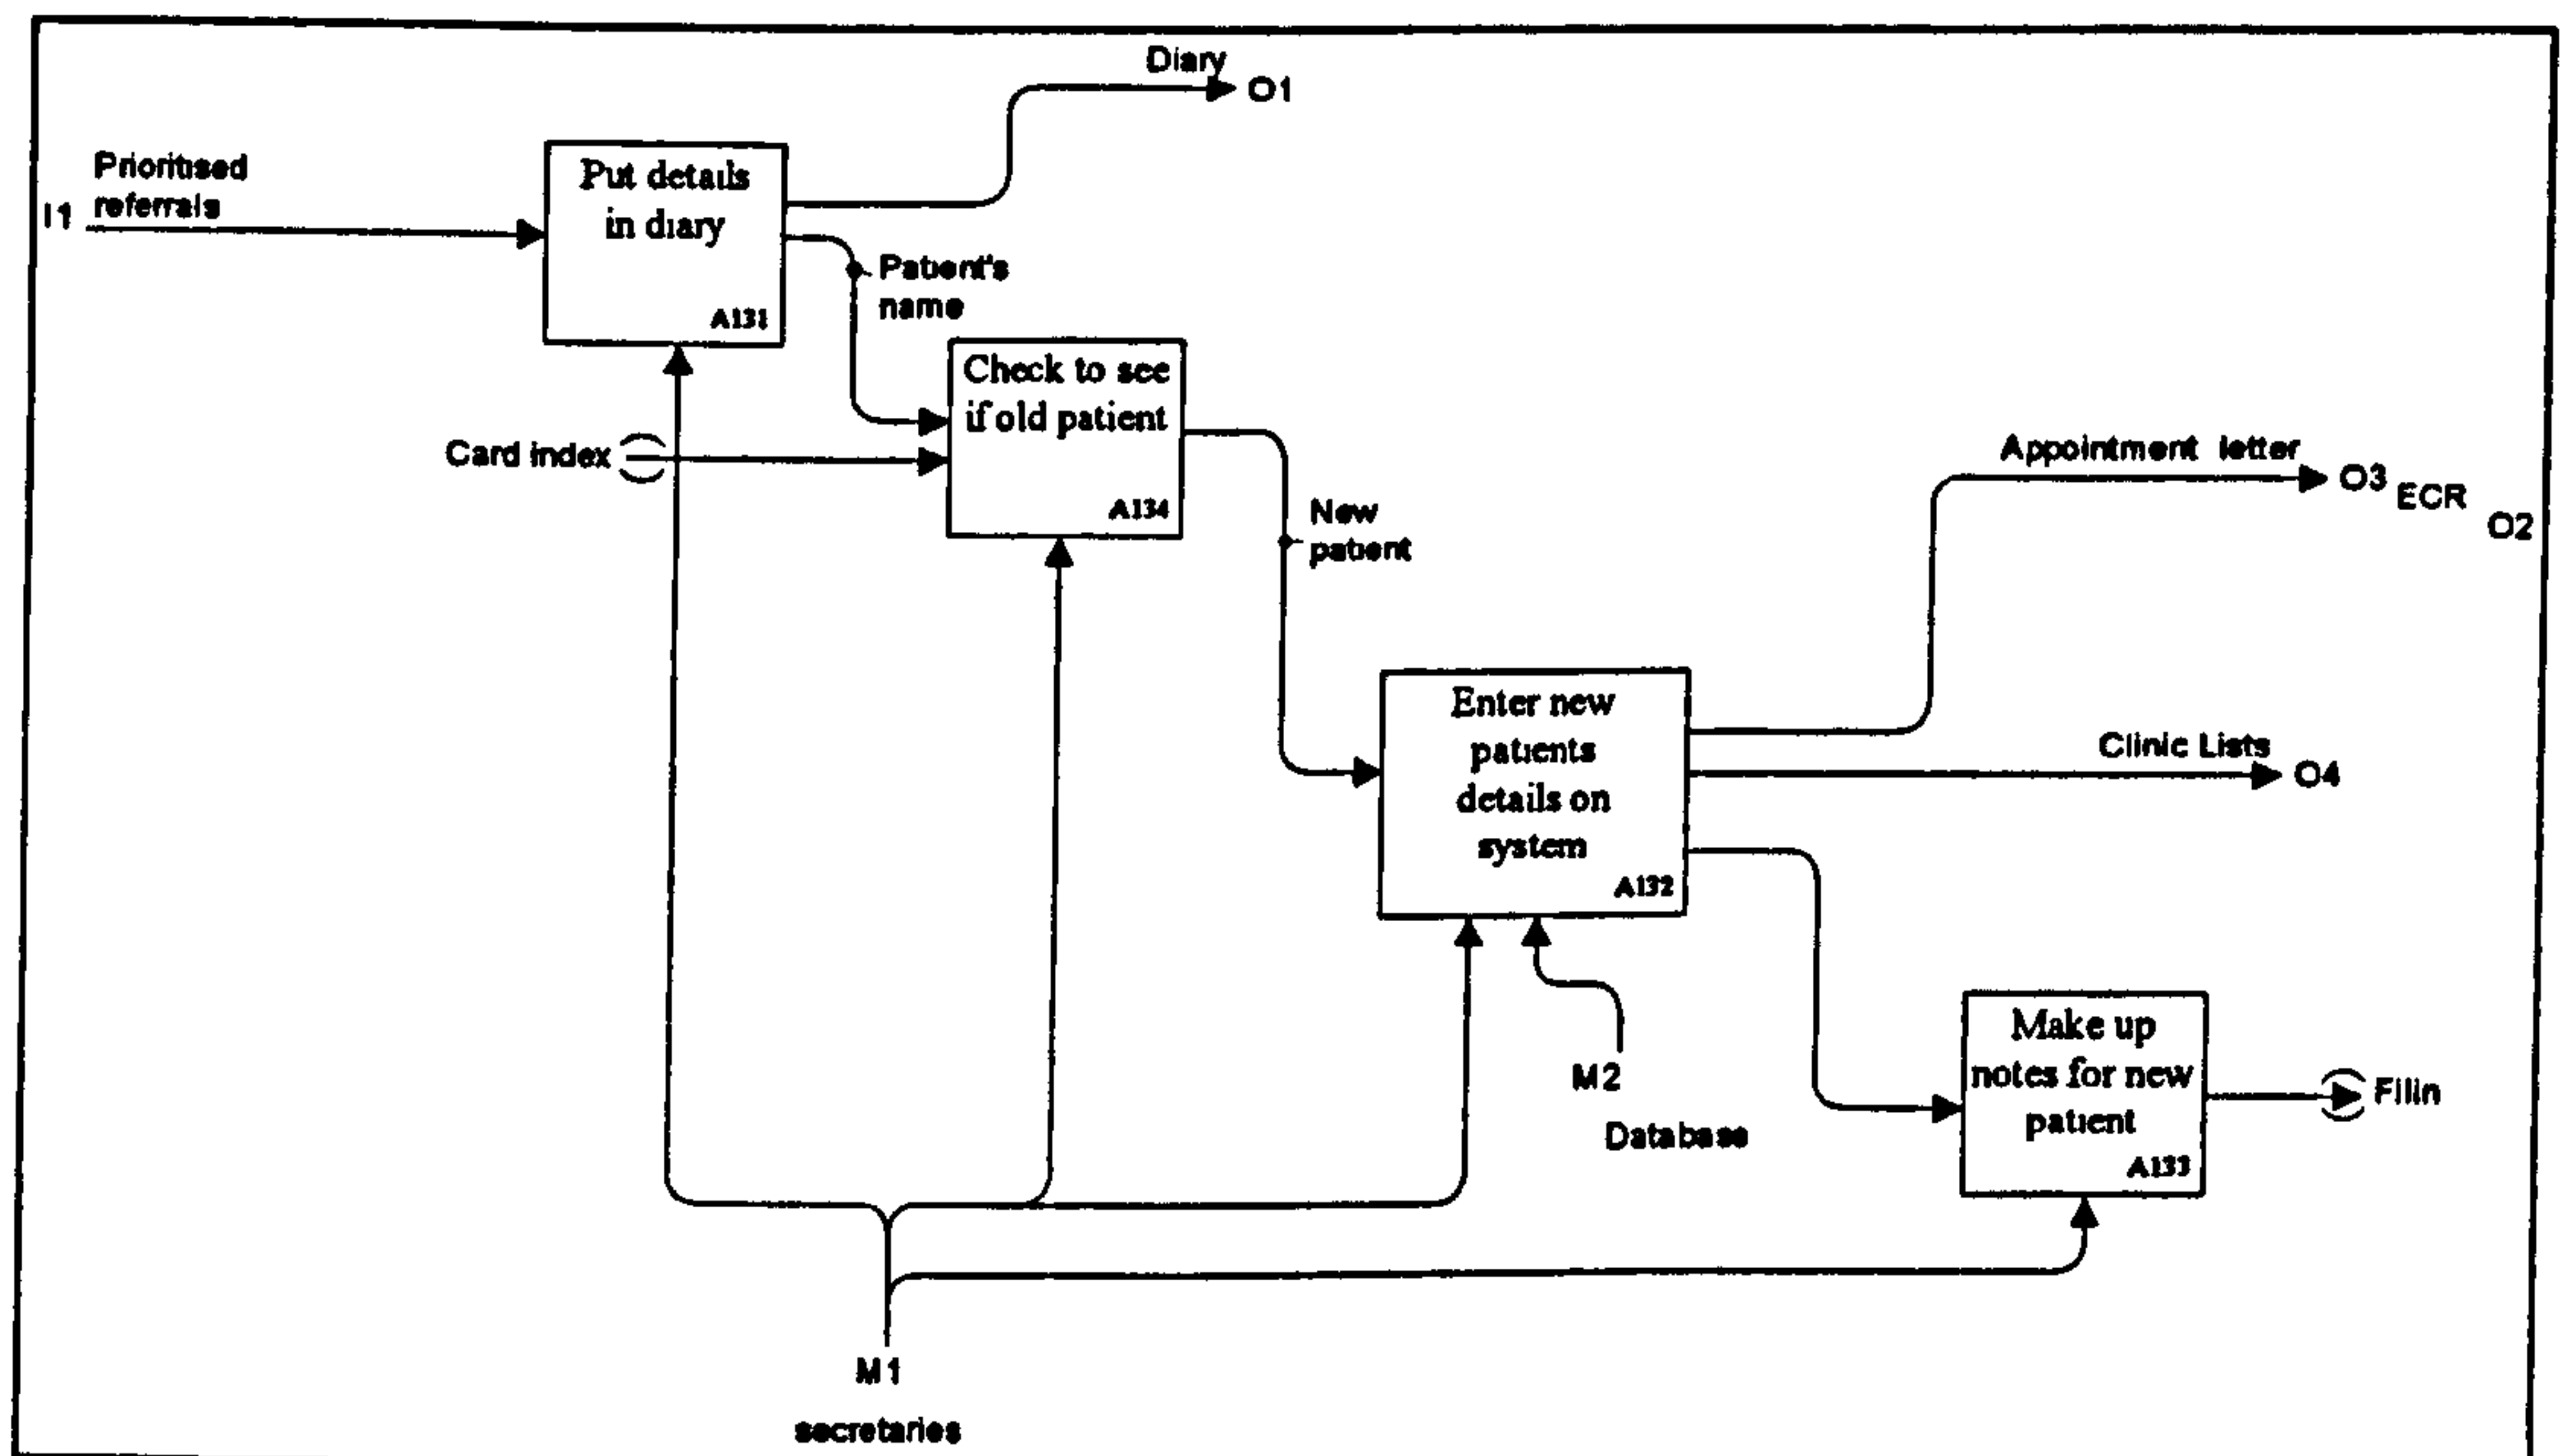 Diary
O1
Prioritised
referrals
I1
Put details
in diary
A131
Patient's
name
Check to see
if old patient
A134
Card index
New
patient
Appointment letter
O3
ECR
O2
Enter new
patients
details on
system
A132
Clinic Lists
O4
M2
Database
Make up
notes for new
patient
A133
Filin
M1
secretaries